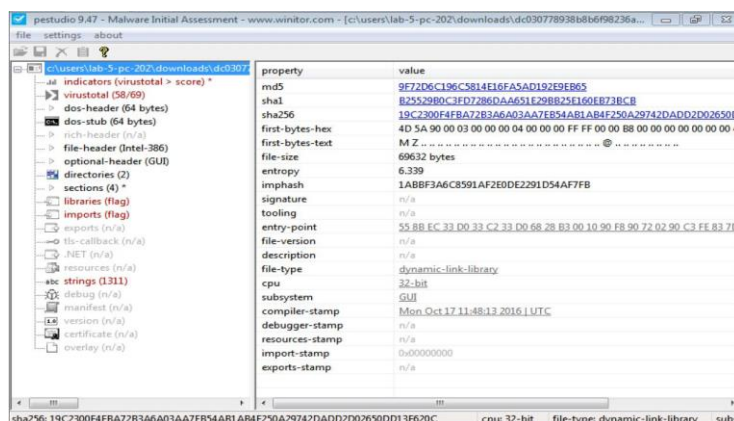 pestudio 9.47 - Malware Initial Assessment - www.winitor.com - [c:\users\lab-5-pc-202\downloads\dc030778938b8b6f98236a...
file settings about
c:\users\lab-5-pc-202\downloads\dc0307
indicators (virustotal > score) *
virustotal (58/69)
dos-header (64 bytes)
dos-stub (64 bytes)
rich-header (n/a)
file-header (Intel-386)
optional-header (GUI)
directories (2)
sections (4) *
libraries (flag)
imports (flag)
exports (n/a)
tls-callback (n/a)
.NET (n/a)
resources (n/a)
abc strings (1311)
debug (n/a)
manifest (n/a)
1.0 version (n/a)
certificate (n/a)
overlay (n/a)
property value
md5 9F72D6C196C5814E16FA5AD192E9EB65
sha1 B25529B0C3FD7286DAA651E29BB25E160EB73BCB
sha256 19C2300F4FBA72B3A6A03AA7EB54AB1AB4F250A29742DADD2D02650D
first-bytes-hex 4D 5A 90 00 03 00 00 00 04 00 00 00 FF FF 00 00 B8 00 00 00 00 00 00 00
first-bytes-text M Z .. .. .. .. .. .. .. .. .. .. .. .. .. .. @ .. .. .. .. .. .. ..
file-size 69632 bytes
entropy 6.339
imphash 1ABBF3A6C8591AF2E0DE2291D54AF7FB
signature n/a
tooling n/a
entry-point 55 8B EC 33 D0 33 C2 33 D0 68 28 B3 00 10 90 F8 90 72 02 90 C3 FE 83 7
file-version n/a
description n/a
file-type dynamic-link-library
cpu 32-bit
subsystem GUI
compiler-stamp Mon Oct 17 11:48:13 2016 | UTC
debugger-stamp n/a
resources-stamp n/a
import-stamp 0x00000000
exports-stamp n/a
sha256: 19C2300F4FBA72B3A6A03AA7EB54AB1AB4F250A29742DADD2D02650DD13F620C cpu: 32-bit file-type: dynamic-link-library sub